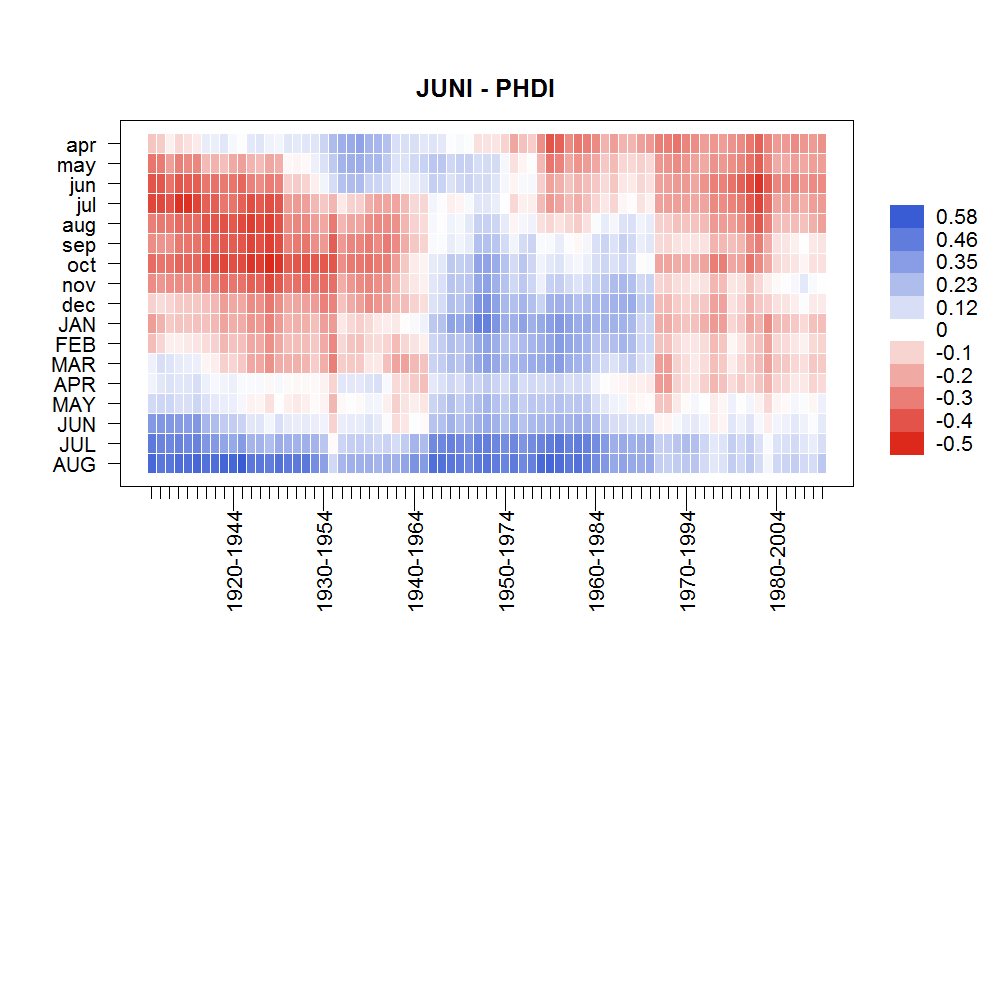 JUNI - PHDI
apr
may
jun
jul
aug
sep
oct
nov
dec
JAN
FEB
MAR
APR
MAY
JUN
JUL
AUG
0.58
0.46
0.35
0.23
0.12
0
-0.1
-0.2
-0.3
-0.4
-0.5
1920-1944
1930-1954
1940-1964
1950-1974
1960-1984
1970-1994
1980-2004